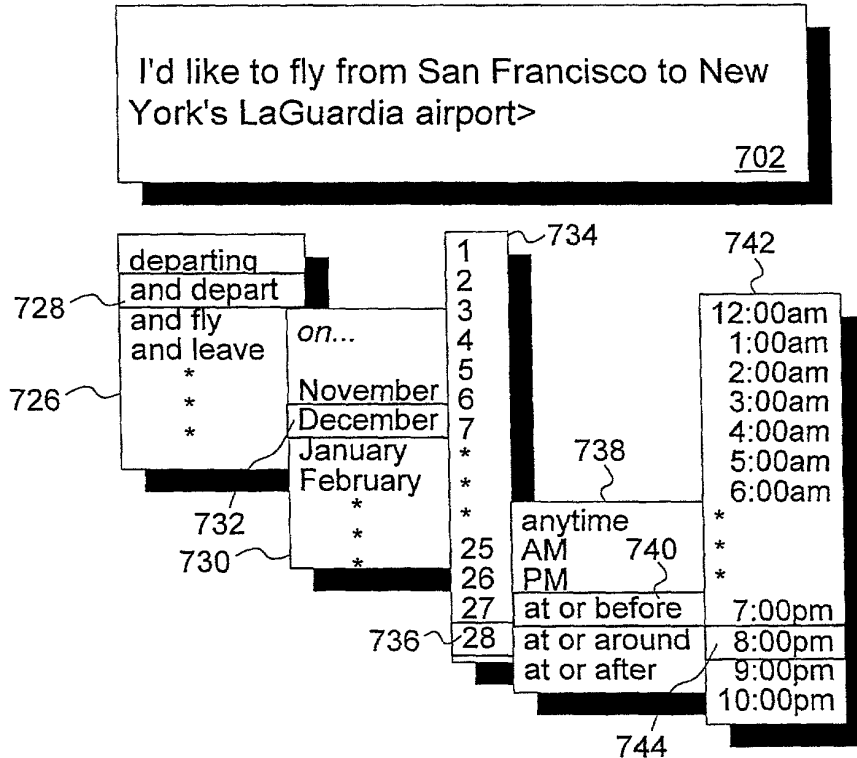 I'd like to fly from San Francisco to New
York's LaGuardia airport>
702
734
742
departing
and depart
and fly
and leave
*
*
*
728
726
on...
November
December
January
February
*
*
*
732
730
1
2
3
4
5
6
7
*
*
*
25
26
27
28
736
738
anytime
AM
PM
at or before
at or around
at or after
740
12:00am
1:00am
2:00am
3:00am
4:00am
5:00am
6:00am
*
*
*
7:00pm
8:00pm
9:00pm
10:00pm
744